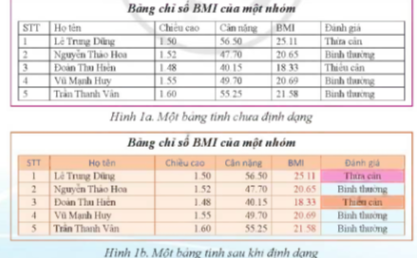 Bảng chỉ số BMI của một nhóm
STT Họ tên Chiều cao Cân nặng BMI Đánh giá
1 Lê Trung Dũng 1.50 56.50 25.11 Thừa cân
2 Nguyễn Thảo Hoa 1.52 47.70 20.65 Bình thường
3 Đoàn Thu Hiền 1.48 40.15 18.33 Thiếu cân
4 Vũ Mạnh Huy 1.55 49.70 20.69 Bình thường
5 Trần Thanh Vân 1.60 55.25 21.58 Bình thường
Hình 1a. Một bảng tính chưa định dạng
Bảng chỉ số BMI của một nhóm
STT Họ tên Chiều cao Cân nặng BMI Đánh giá
1 Lê Trung Dũng 1.50 56.50 25.11 Thừa cân
2 Nguyễn Thảo Hoa 1.52 47.70 20.65 Bình thường
3 Đoàn Thu Hiền 1.48 40.15 18.33 Thiếu cân
4 Vũ Mạnh Huy 1.55 49.70 20.69 Bình thường
5 Trần Thanh Vân 1.60 55.25 21.58 Bình thường
Hình 1b. Một bảng tính sau khi định dạng